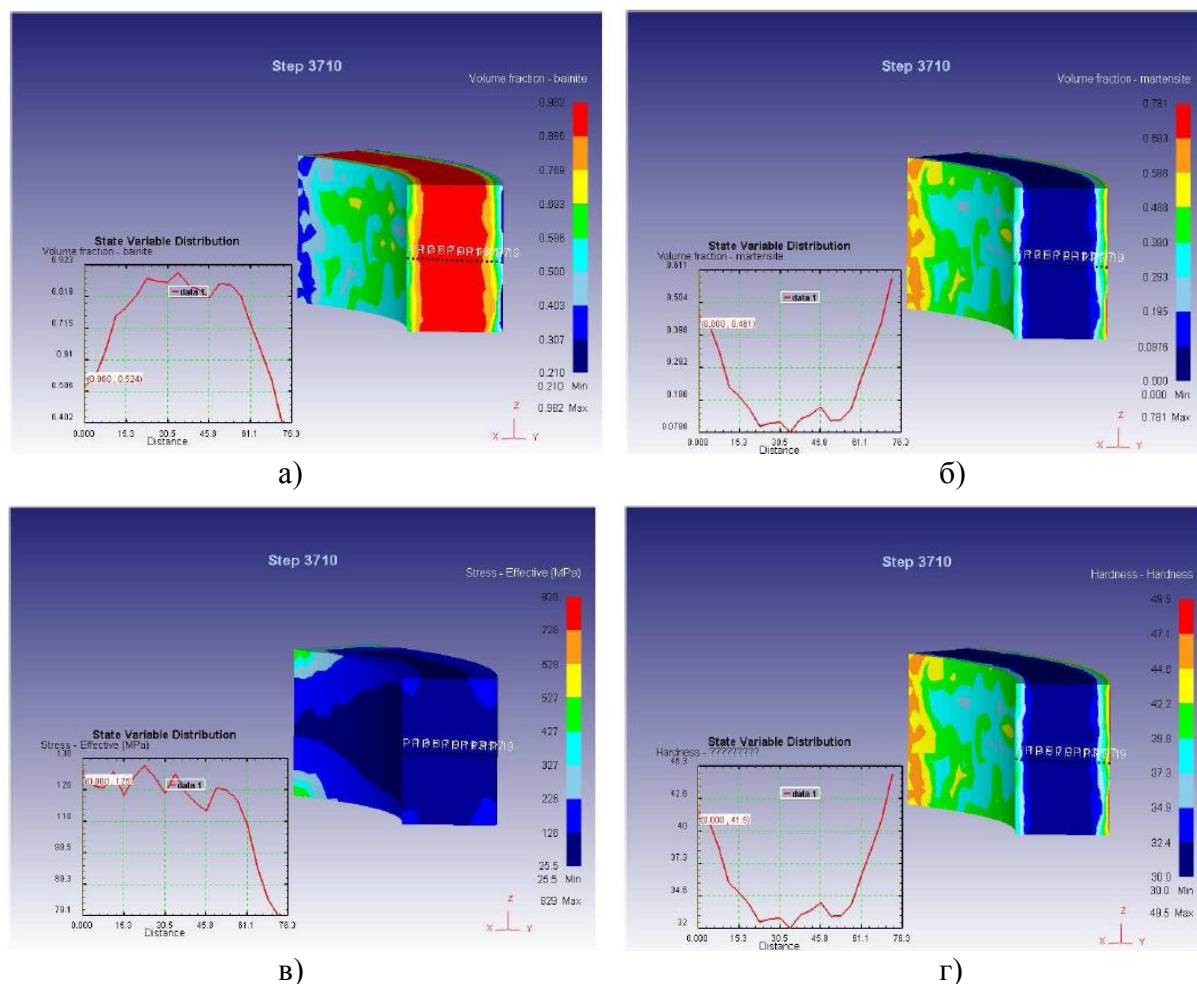 Step 3710
Volume fraction - bainite
0.982
0.886
0.789
0.693
0.596
0.500
0.403
0.307
0.210
0.210 Min
0.982 Max
State Variable Distribution
Volume fraction - bainite
0.923
0.819
0.715
0.61
0.506
0.402
data 1
(0.000 , 0.524)
0.000 15.3 30.5 45.8 61.1 76.3
Distance
X Z Y
а)
Step 3710
Volume fraction - martensite
0.781
0.683
0.586
0.488
0.390
0.293
0.195
0.0976
0.000
0.000 Min
0.781 Max
State Variable Distribution
Volume fraction - martensite
0.611
0.504
0.398
0.292
0.186
0.0798
data 1
(0.000 , 0.461)
0.000 15.3 30.5 45.8 61.1 76.3
Distance
X Z Y
б)
Step 3710
Stress - Effective (MPa)
728
628
527
427
327
226
126
25.5
25.5 Min
829 Max
State Variable Distribution
Stress - Effective (MPa)
130
120
110
99.5
89.3
79.1
data 1
(0.000 , 125)
0.000 15.3 30.5 45.8 61.1 76.3
Distance
X Z Y
в)
Step 3710
Hardness - Hardness
49.5
47.1
44.6
42.2
39.8
37.3
34.9
32.4
30.0
30.0 Min
49.5 Max
State Variable Distribution
Hardness - ?????????
45.3
42.6
40
37.3
34.6
32
data 1
(0.000 , 41.5)
0.000 15.3 30.5 45.8 61.1 76.3
Distance
X Z Y
г)